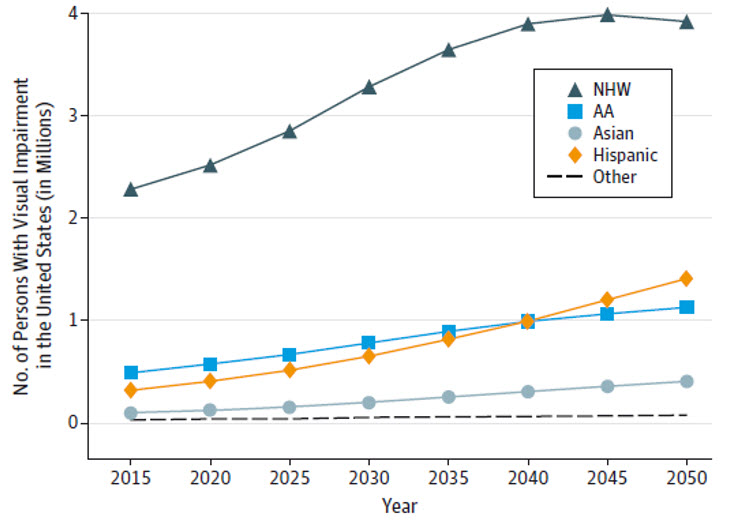 No. of Persons With Visual Impairment
in the United States (in Millions)
4
3
2
1
0
NHW
AA
Asian
Hispanic
Other
2015 2020 2025 2030 2035 2040 2045 2050
Year